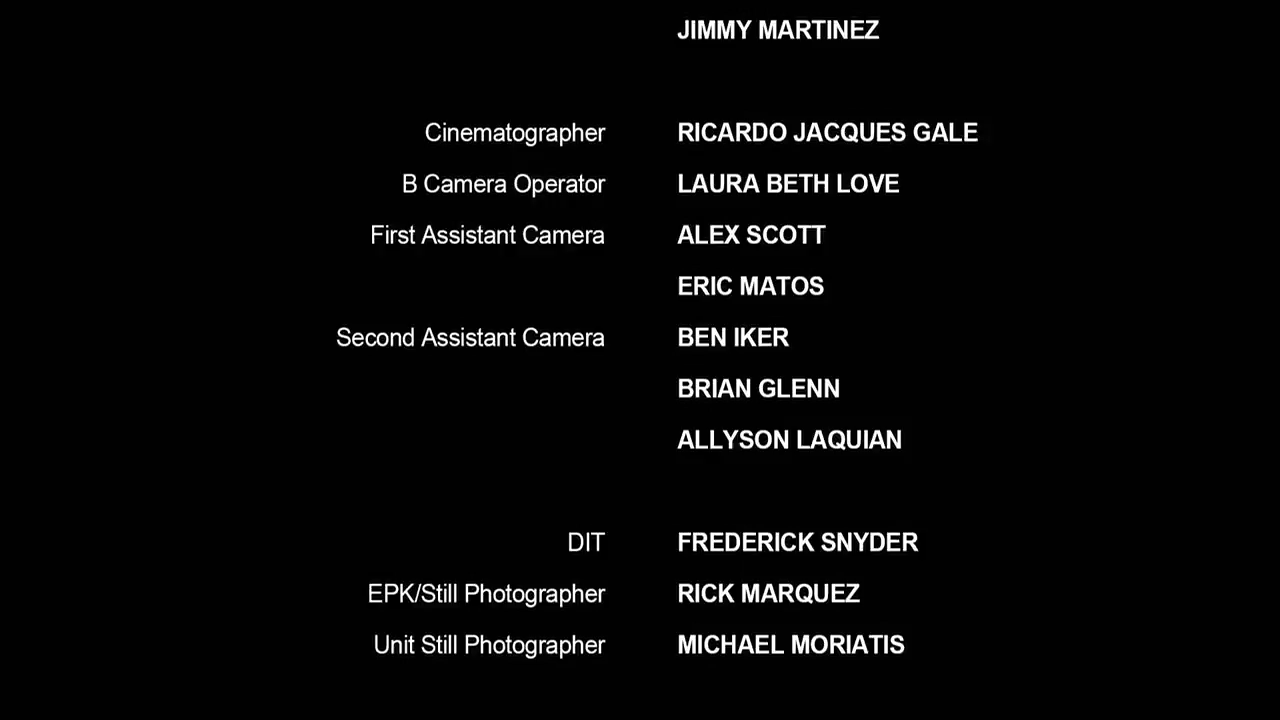 JIMMY MARTINEZ
Cinematographer RICARDO JACQUES GALE
B Camera Operator LAURA BETH LOVE
First Assistant Camera ALEX SCOTT
ERIC MATOS
Second Assistant Camera BEN IKER
BRIAN GLENN
ALLYSON LAQUIAN
DIT FREDERICK SNYDER
EPK/Still Photographer RICK MARQUEZ
Unit Still Photographer MICHAEL MORIATIS